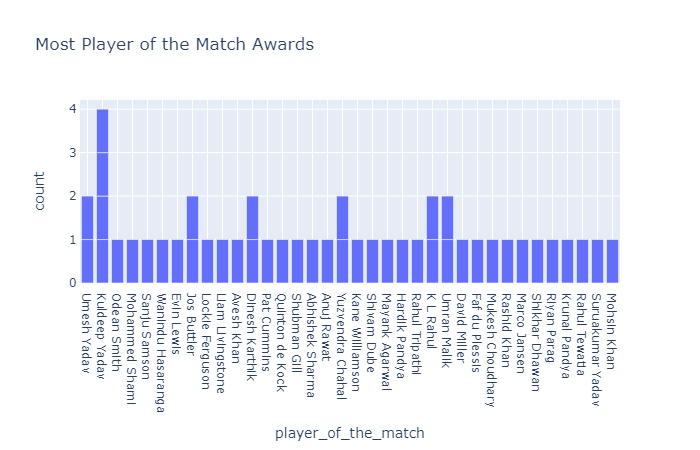 Most Player of the Match Awards
4
3
2
1
0
count
Umesh Yadav
Kuldeep Yadav
Odean Smith
Mohammed Shami
Sanju Samson
Wanindu Hasaranga
Evin Lewis
Jos Buttler
Lockie Ferguson
Liam Livingstone
Avesh Khan
Dinesh Karthik
Pat Cummins
Quinton de Kock
Shubman Gill
Abhishek Sharma
Anuj Rawat
Yuzvendra Chahal
Kane Williamson
Shivam Dube
Mayank Agarwal
Hardik Pandya
Rahul Tripathi
K L Rahul
Umran Malik
David Miller
Faf du Plessis
Mukesh Choudhary
Rashid Khan
Marco Jansen
Shikhar Dhawan
Riyan Parag
Krunal Pandya
Rahul Tewatia
Suruakumar Yadav
Mohsin Khan
player_of_the_match